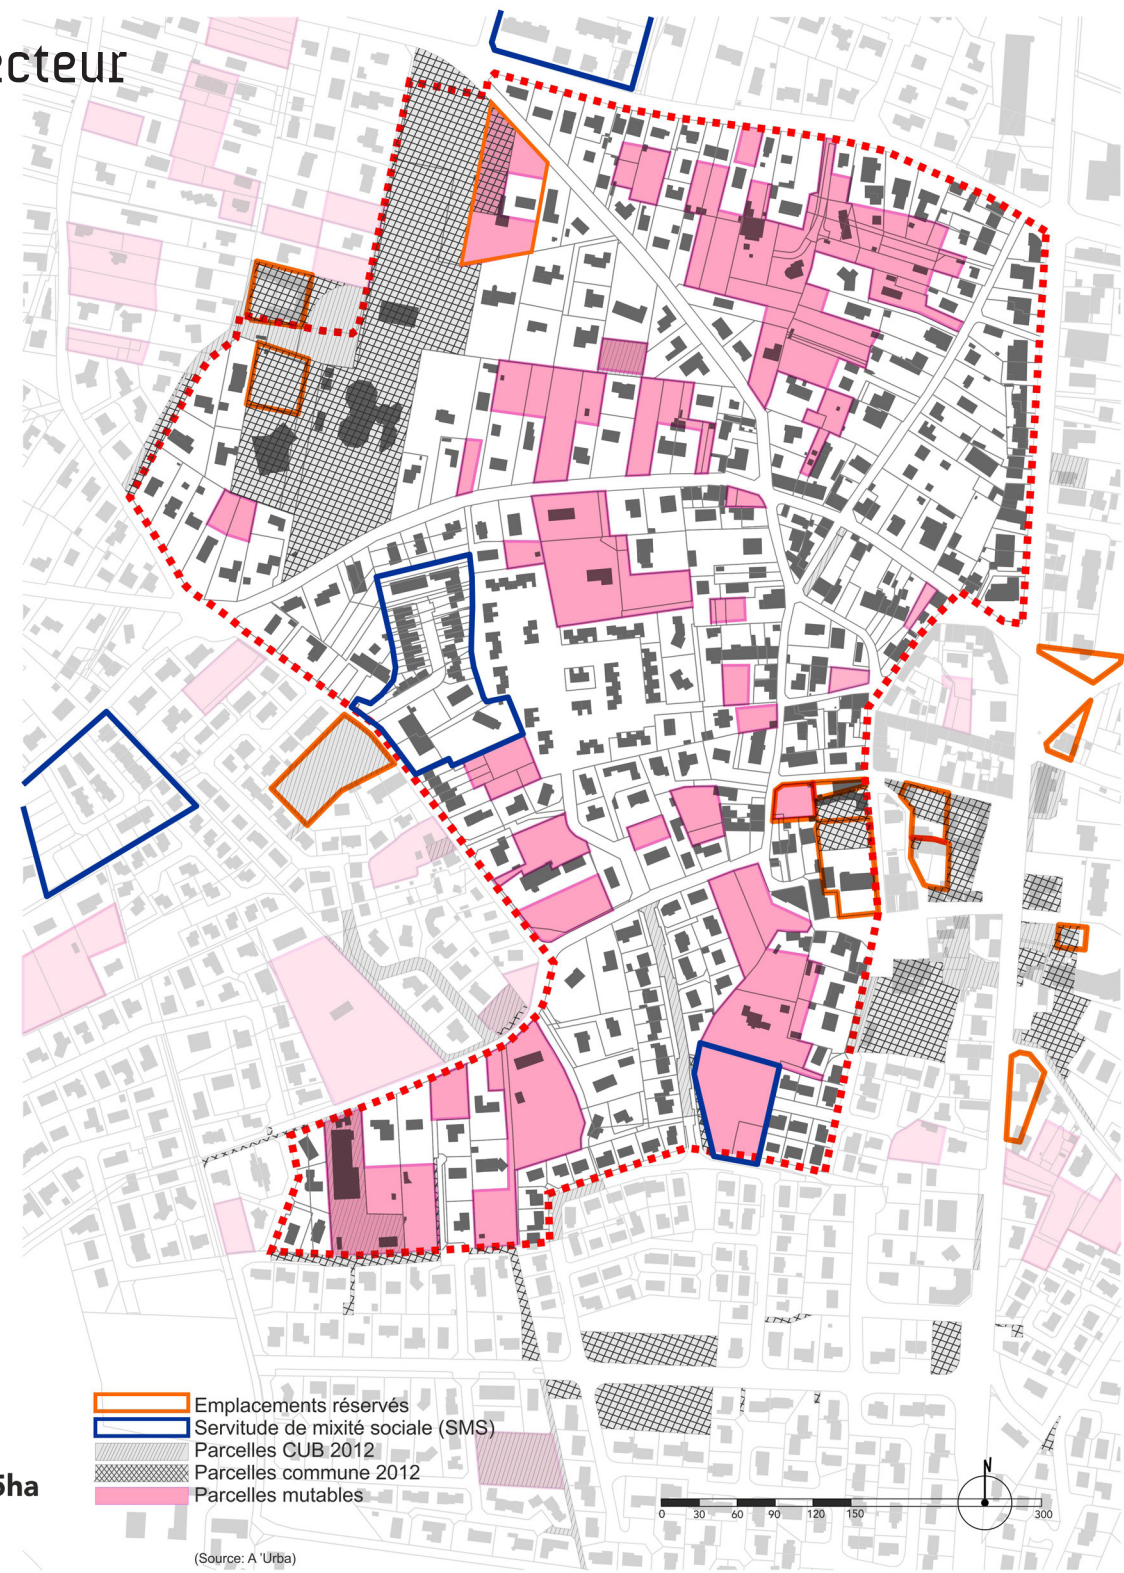 ecteur
Emplacements réservés
Servitude de mixité sociale (SMS)
Parcelles CUB 2012
Parcelles commune 2012
5ha
Parcelles mutables
N
0 30 60 90 120 150 300
(Source: A 'Urba)